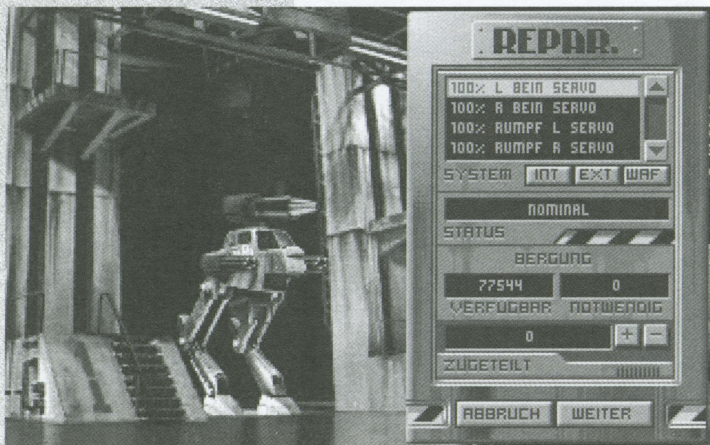 REPAR.
100% L BEIN SERVO
100% R BEIN SERVO
100% RUMPF L SERVO
100% RUMPF R SERVO
SYSTEM INT EXT WAF
NOMINAL
STATUS
BERGUNG
77544 0
VERFUGBAR NOTWENDIG
0 + -
ZUGETEILT
ABBRUCH WEITER